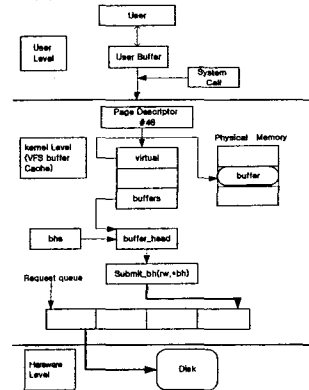 User
User
Level
User Buffer
System
Call
Page Descriptor
#46
Physical Memory
kernel Level
(VFS buffer
Cache)
virtual
buffer
buffers
bhs
buffer_head
Submit_bh(rw,*bh)
Request queue
Hardware
Level
Disk